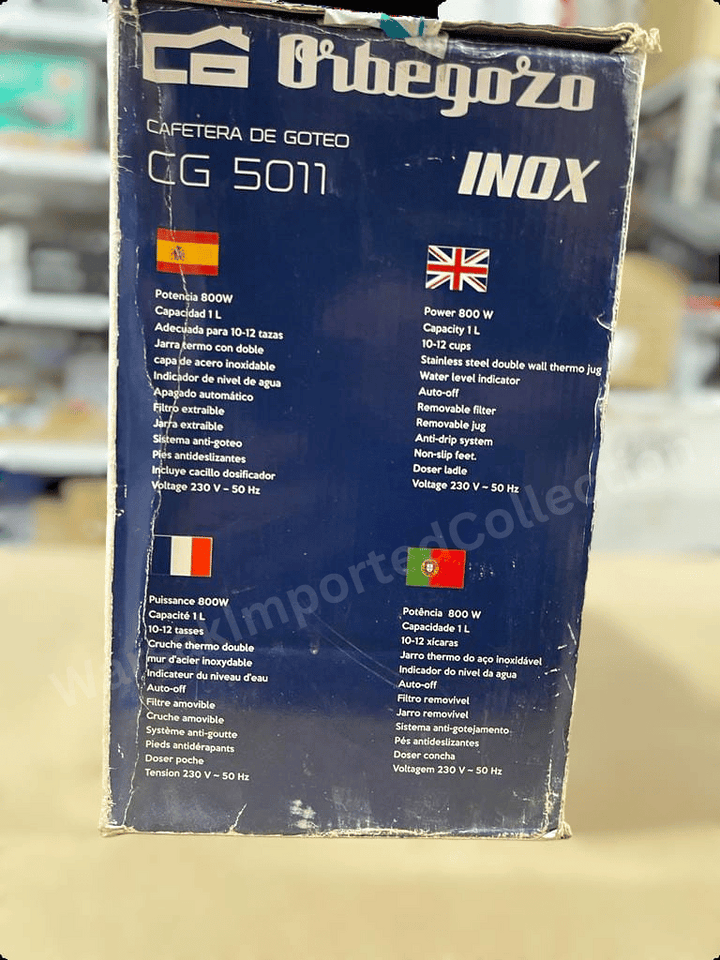 Orbegozo
CAFETERA DE GOTEO
CG 5011
INOX
Potencia 800W
Capacidad 1 L
Adecuada para 10-12 tazas
Jarra termo con doble
capa de acero inoxidable
Indicador de nivel de agua
Apagado automático
Filtro extraíble
Jarra extraíble
Sistema anti-goteo
Piés antideslizantes
Incluye cacillo dosificador
Voltage 230 V ~ 50 Hz
Power 800 W
Capacity 1 L
10-12 cups
Stainless steel double wall thermo jug
Water level indicator
Auto-off
Removable filter
Removable jug
Anti-drip system
Non-slip feet.
Doser ladle
Voltage 230 V ~ 50 Hz
Puissance 800W
Capacité 1 L
10-12 tasses
Cruche thermo double
mur d'acier inoxydable
Indicateur du niveau d'eau
Auto-off
Filtre amovible
Cruche amovible
Système anti-goutte
Pieds antidérapants
Doser poche
Tension 230 V ~ 50 Hz
Potência 800 W
Capacidade 1 L
10-12 xícaras
Jarro thermo do aço inoxidável
Indicador do nivel da agua
Auto-off
Filtro removível
Jarro removível
Sistema anti-gotejamento
Pés antideslizantes
Doser concha
Voltagem 230 V ~ 50 Hz